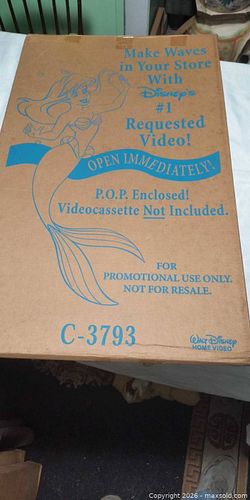 Make Waves
in Your Store
With
Disney's
#1
Requested
Video!
OPEN IMMEDIATELY!
P.O.P. Enclosed!
Videocassette Not Included.
FOR
PROMOTIONAL USE ONLY.
NOT FOR RESALE.
C-3793
WALT DISNEY
HOME VIDEO
Copyright 2026 - maxsold.com